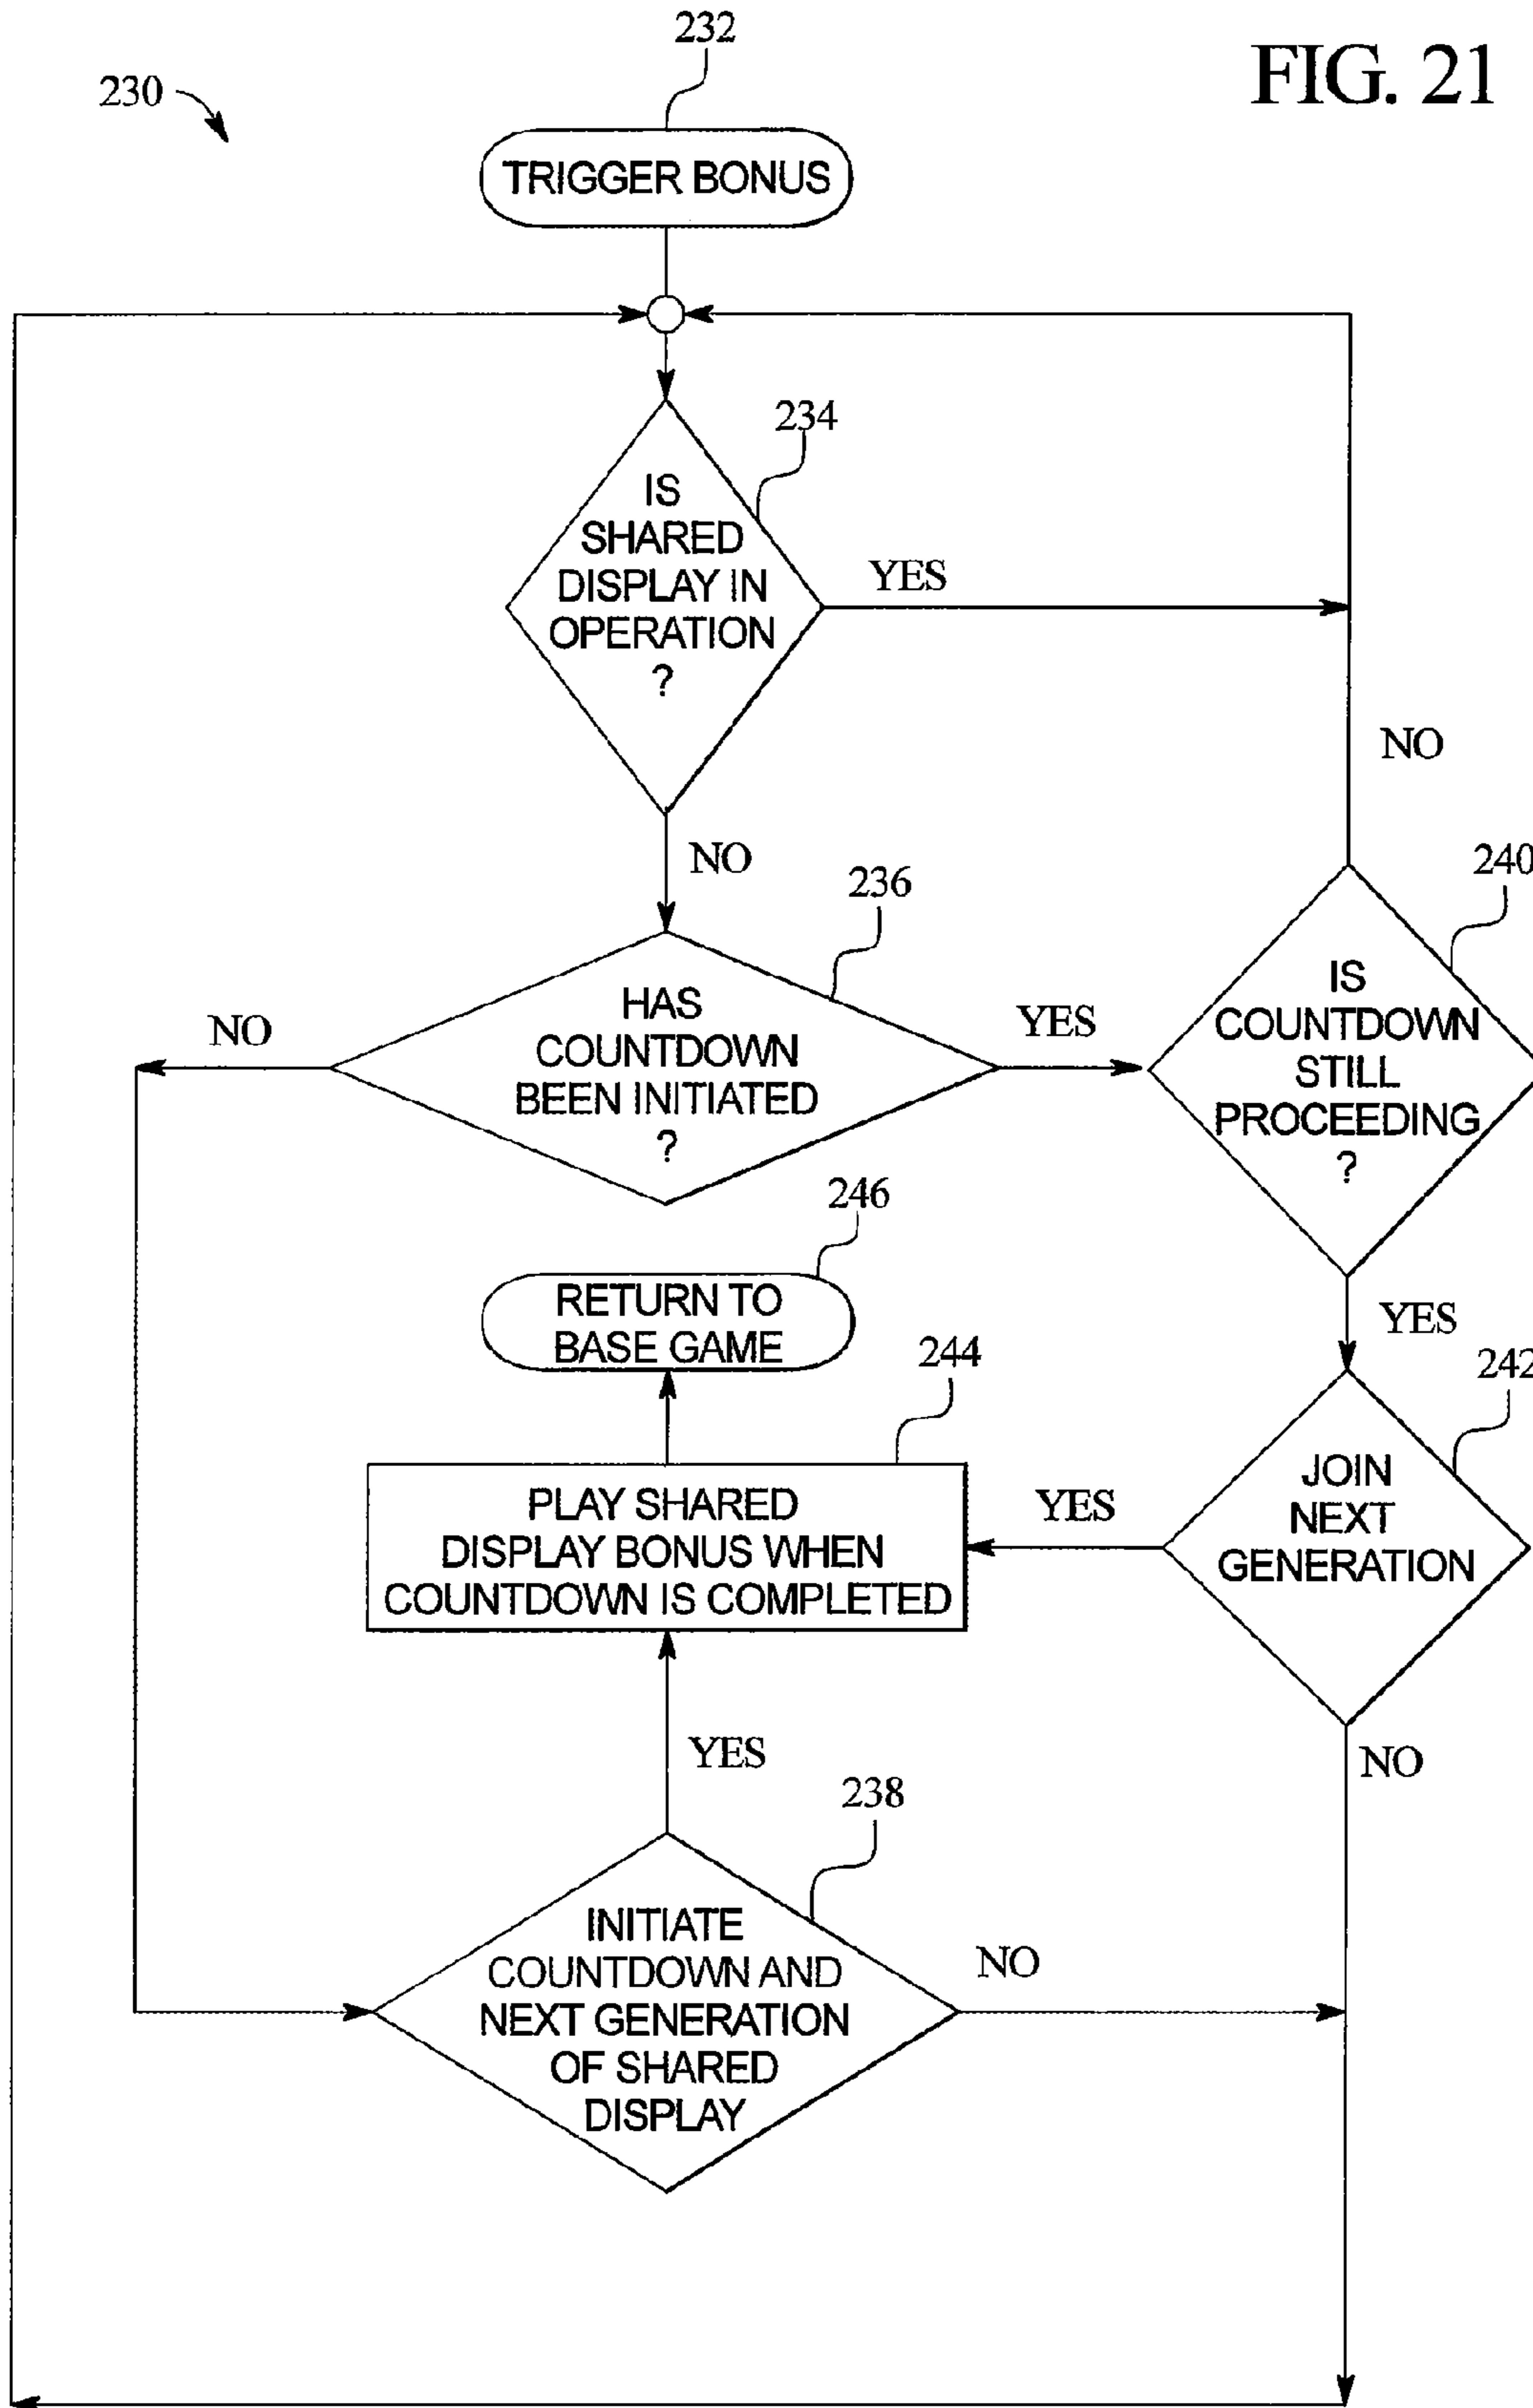 232
FIG. 21
230
TRIGGER BONUS
234
IS
SHARED
DISPLAY IN
OPERATION
?
YES
NO
NO
236
240
HAS
COUNTDOWN
BEEN INITIATED
?
NO
YES
IS
COUNTDOWN
STILL
PROCEEDING
?
246
RETURN TO
BASE GAME
YES
244
242
PLAY SHARED
DISPLAY BONUS WHEN
COUNTDOWN IS COMPLETED
YES
JOIN
NEXT
GENERATION
YES
NO
238
INITIATE
COUNTDOWN AND
NEXT GENERATION
OF SHARED
DISPLAY
NO